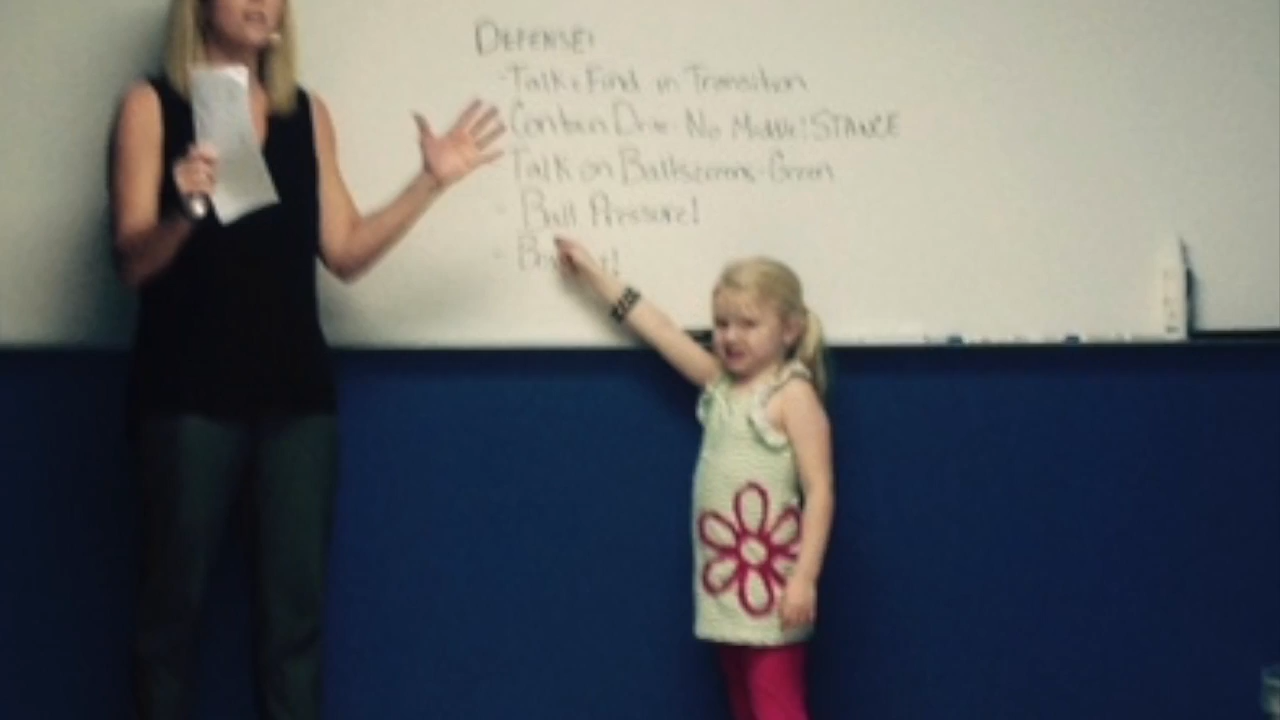 DEFENSE:
- Talk & Find in Transition
Contain Drive - No Middle! STANCE
Talk on Ballscreens - Green
- Ball Pressure!
-